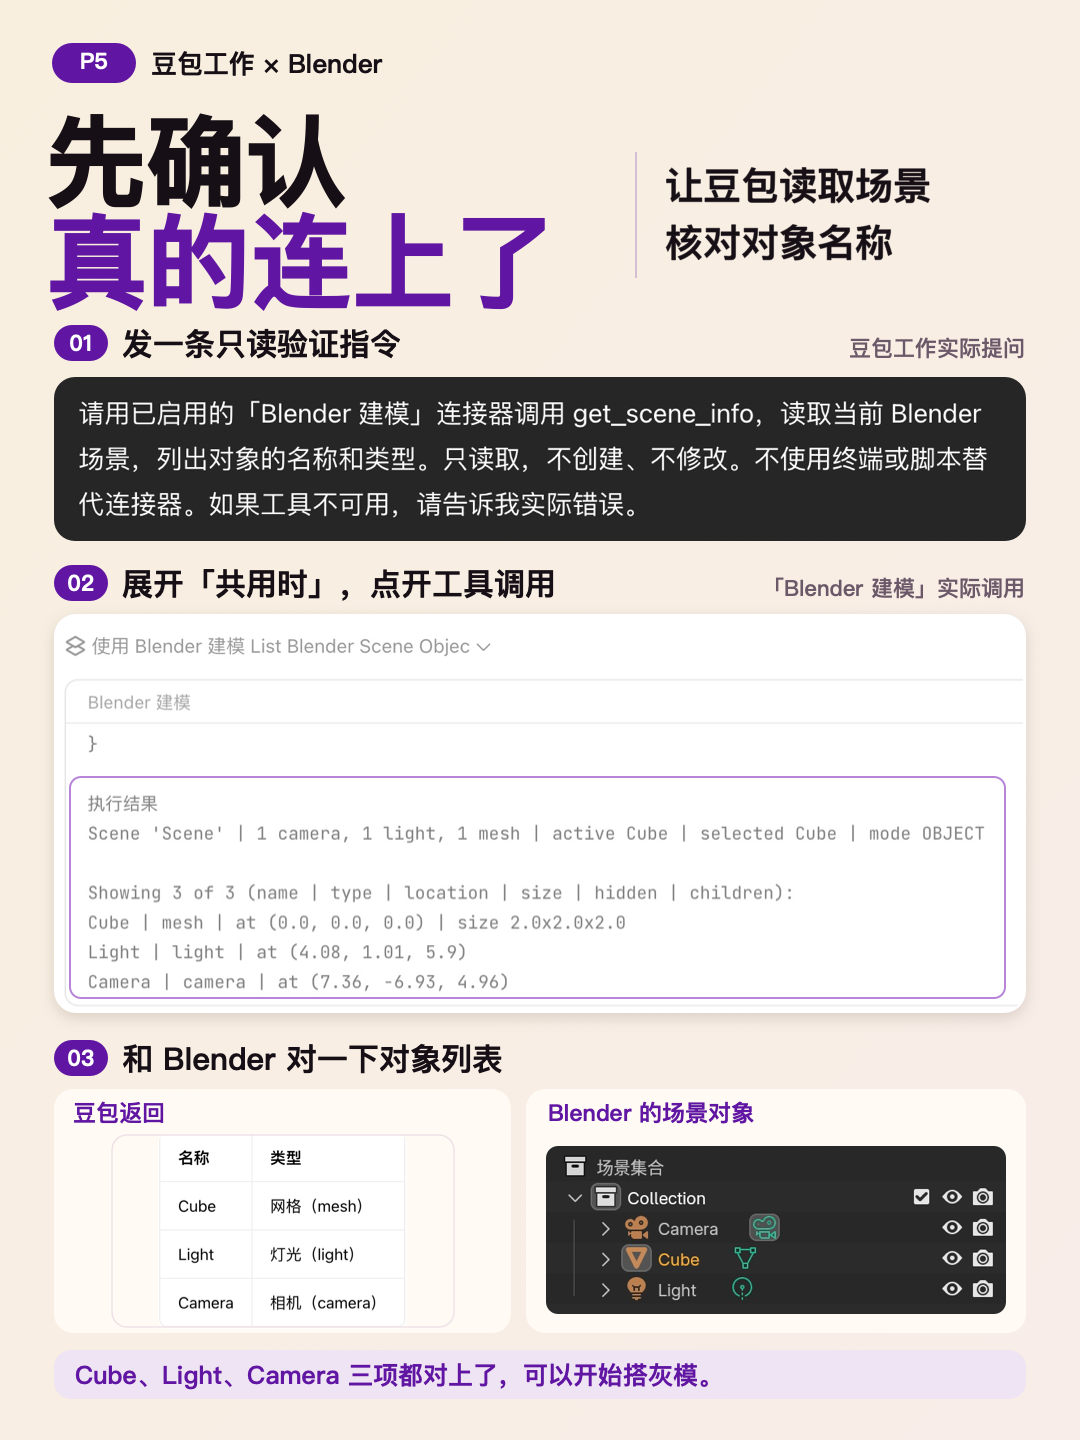 P5 豆包工作 × Blender
先确认
真的连上了
让豆包读取场景
核对对象名称
01 发一条只读验证指令
豆包工作实际提问
请用已启用的「Blender 建模」连接器调用 get_scene_info，读取当前 Blender
场景，列出对象的名称和类型。只读取，不创建、不修改。不使用终端或脚本替
代连接器。如果工具不可用，请告诉我实际错误。
02 展开「共用时」，点开工具调用
「Blender 建模」实际调用
使用 Blender 建模 List Blender Scene Objec
Blender 建模
}
执行结果
Scene 'Scene' | 1 camera, 1 light, 1 mesh | active Cube | selected Cube | mode OBJECT
Showing 3 of 3 (name | type | location | size | hidden | children):
Cube | mesh | at (0.0, 0.0, 0.0) | size 2.0x2.0x2.0
Light | light | at (4.08, 1.01, 5.9)
Camera | camera | at (7.36, -6.93, 4.96)
03 和 Blender 对一下对象列表
豆包返回
名称 类型
Cube 网格（mesh）
Light 灯光（light）
Camera 相机（camera）
Blender 的场景对象
场景集合
Collection
Camera
Cube
Light
Cube、Light、Camera 三项都对上了，可以开始搭灰模。